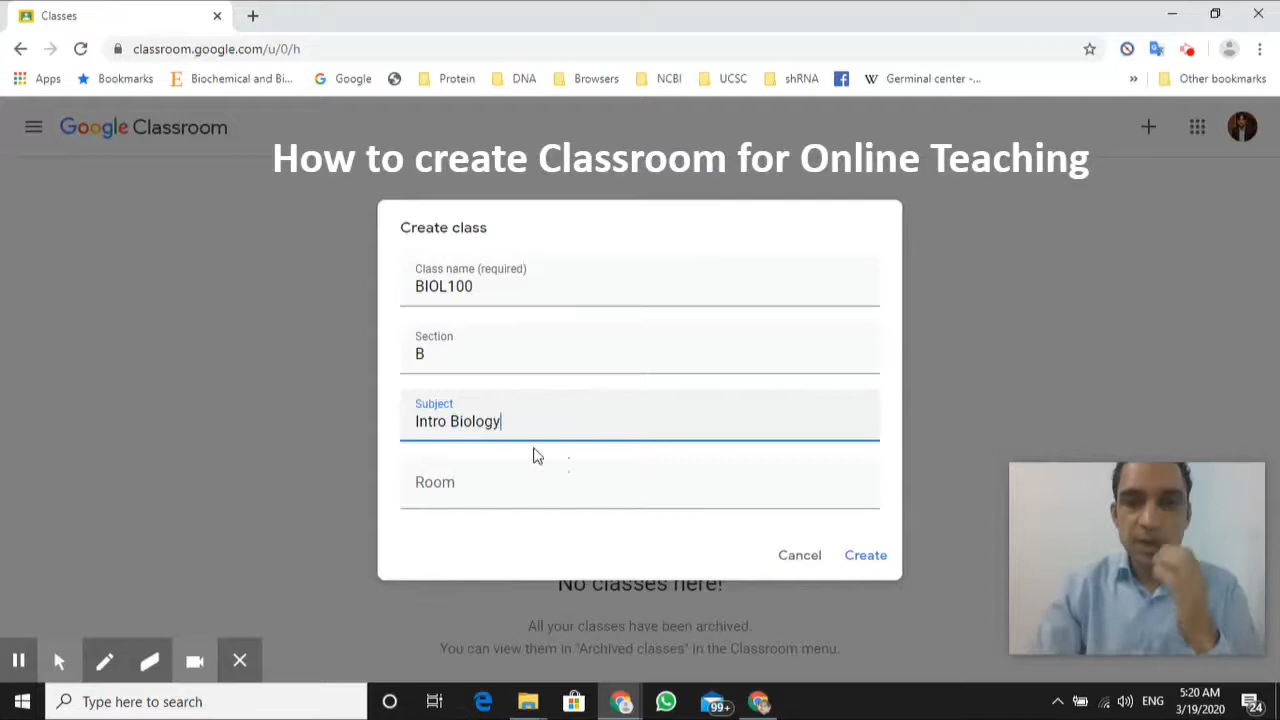 Classes
classroom.google.com/u/0/h
Apps
Bookmarks
Biochemical and Bi...
Google
Protein
DNA
Browsers
NCBI
UCSC
shRNA
Germinal center -...
»
Other bookmarks
Google Classroom
How to create Classroom for Online Teaching
Create class
Class name (required)
BIOL100
Section
B
Subject
Intro Biology
Room
Cancel
Create
No classes here!
All your classes have been archived.
You can view them in "Archived classes" in the Classroom menu.
Type here to search
99+
ENG
5:20 AM
3/19/2020
24